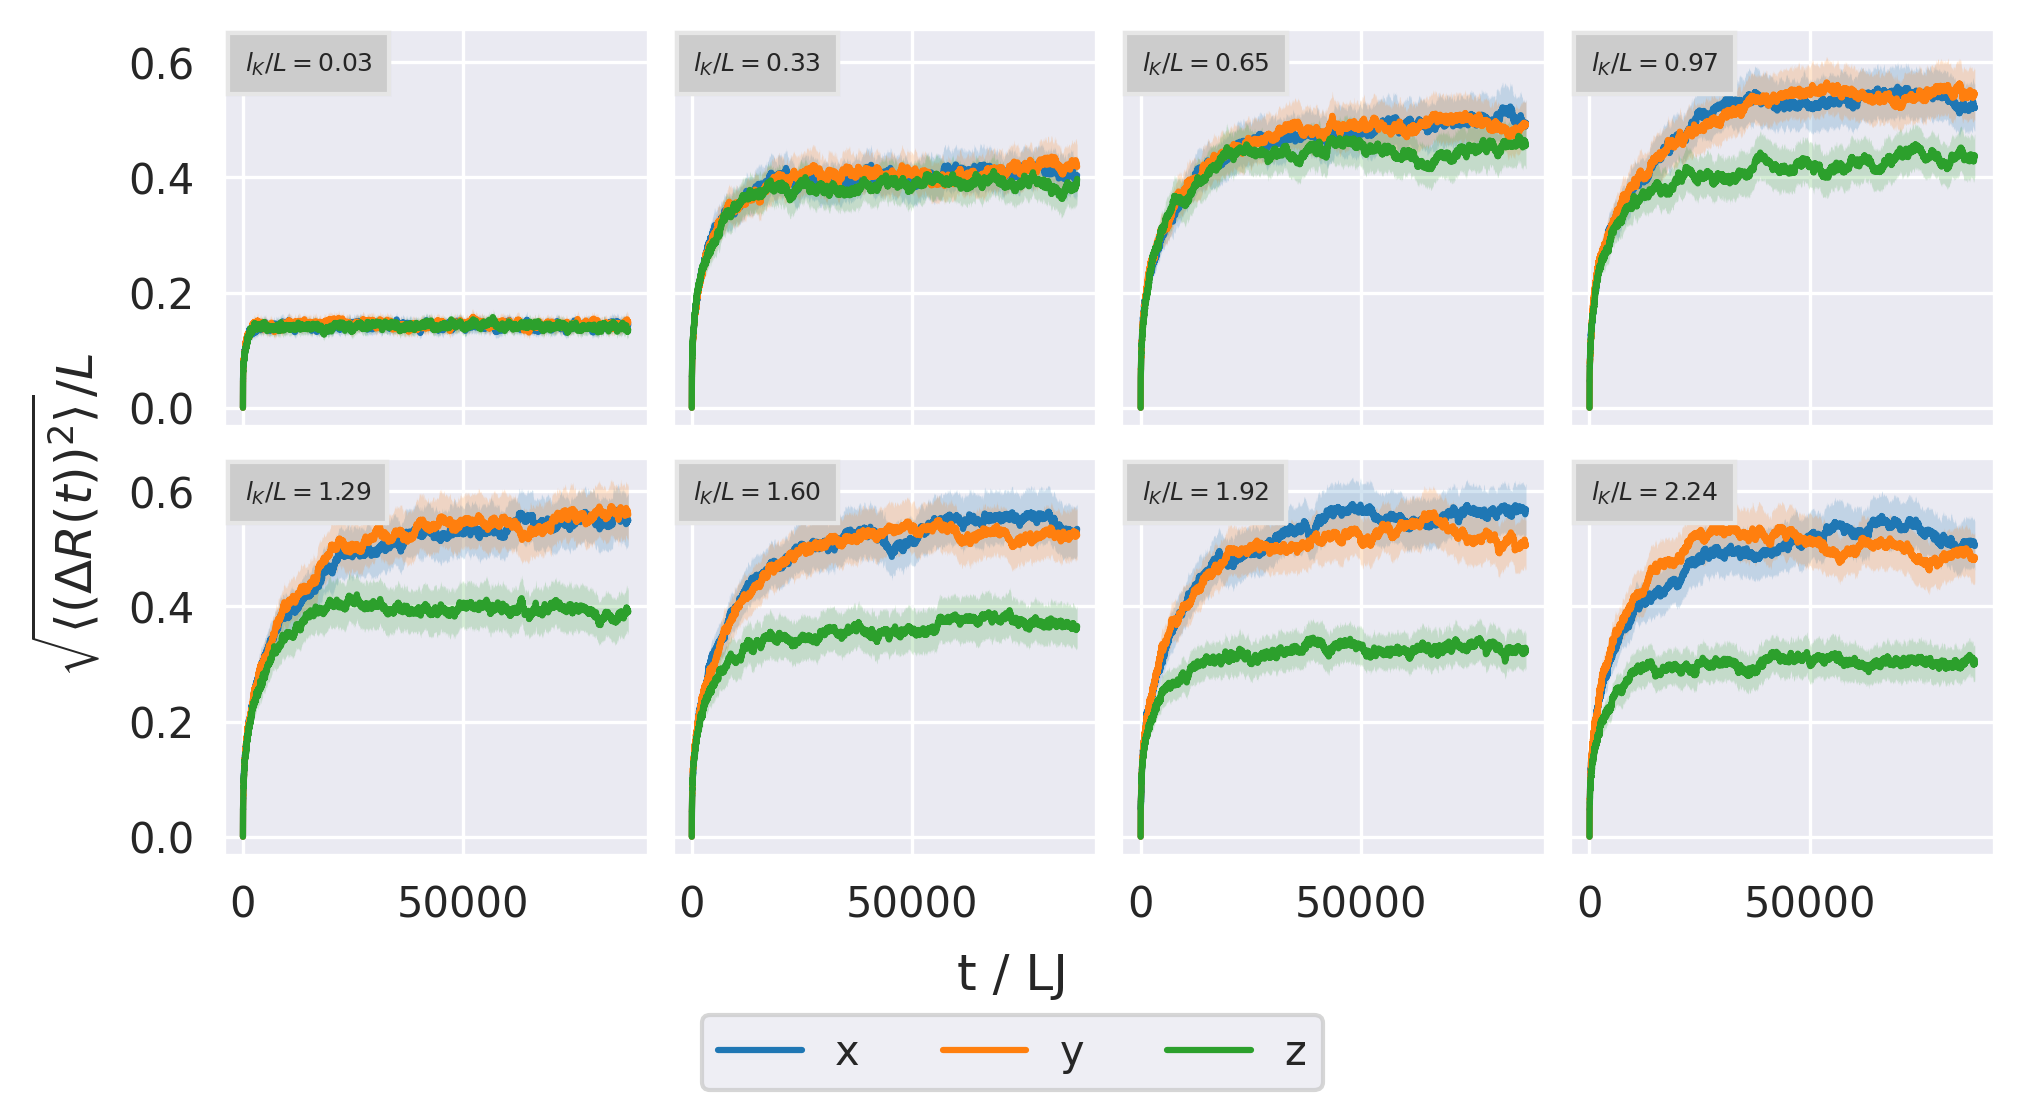 √⟨(ΔR(t))²⟩/L
l_K/L = 0.03
l_K/L = 0.33
l_K/L = 0.65
l_K/L = 0.97
0.6
0.4
0.2
0.0
l_K/L = 1.29
l_K/L = 1.60
l_K/L = 1.92
l_K/L = 2.24
0.6
0.4
0.2
0.0
0 50000 0 50000 0 50000 0 50000
t / LJ
x y z